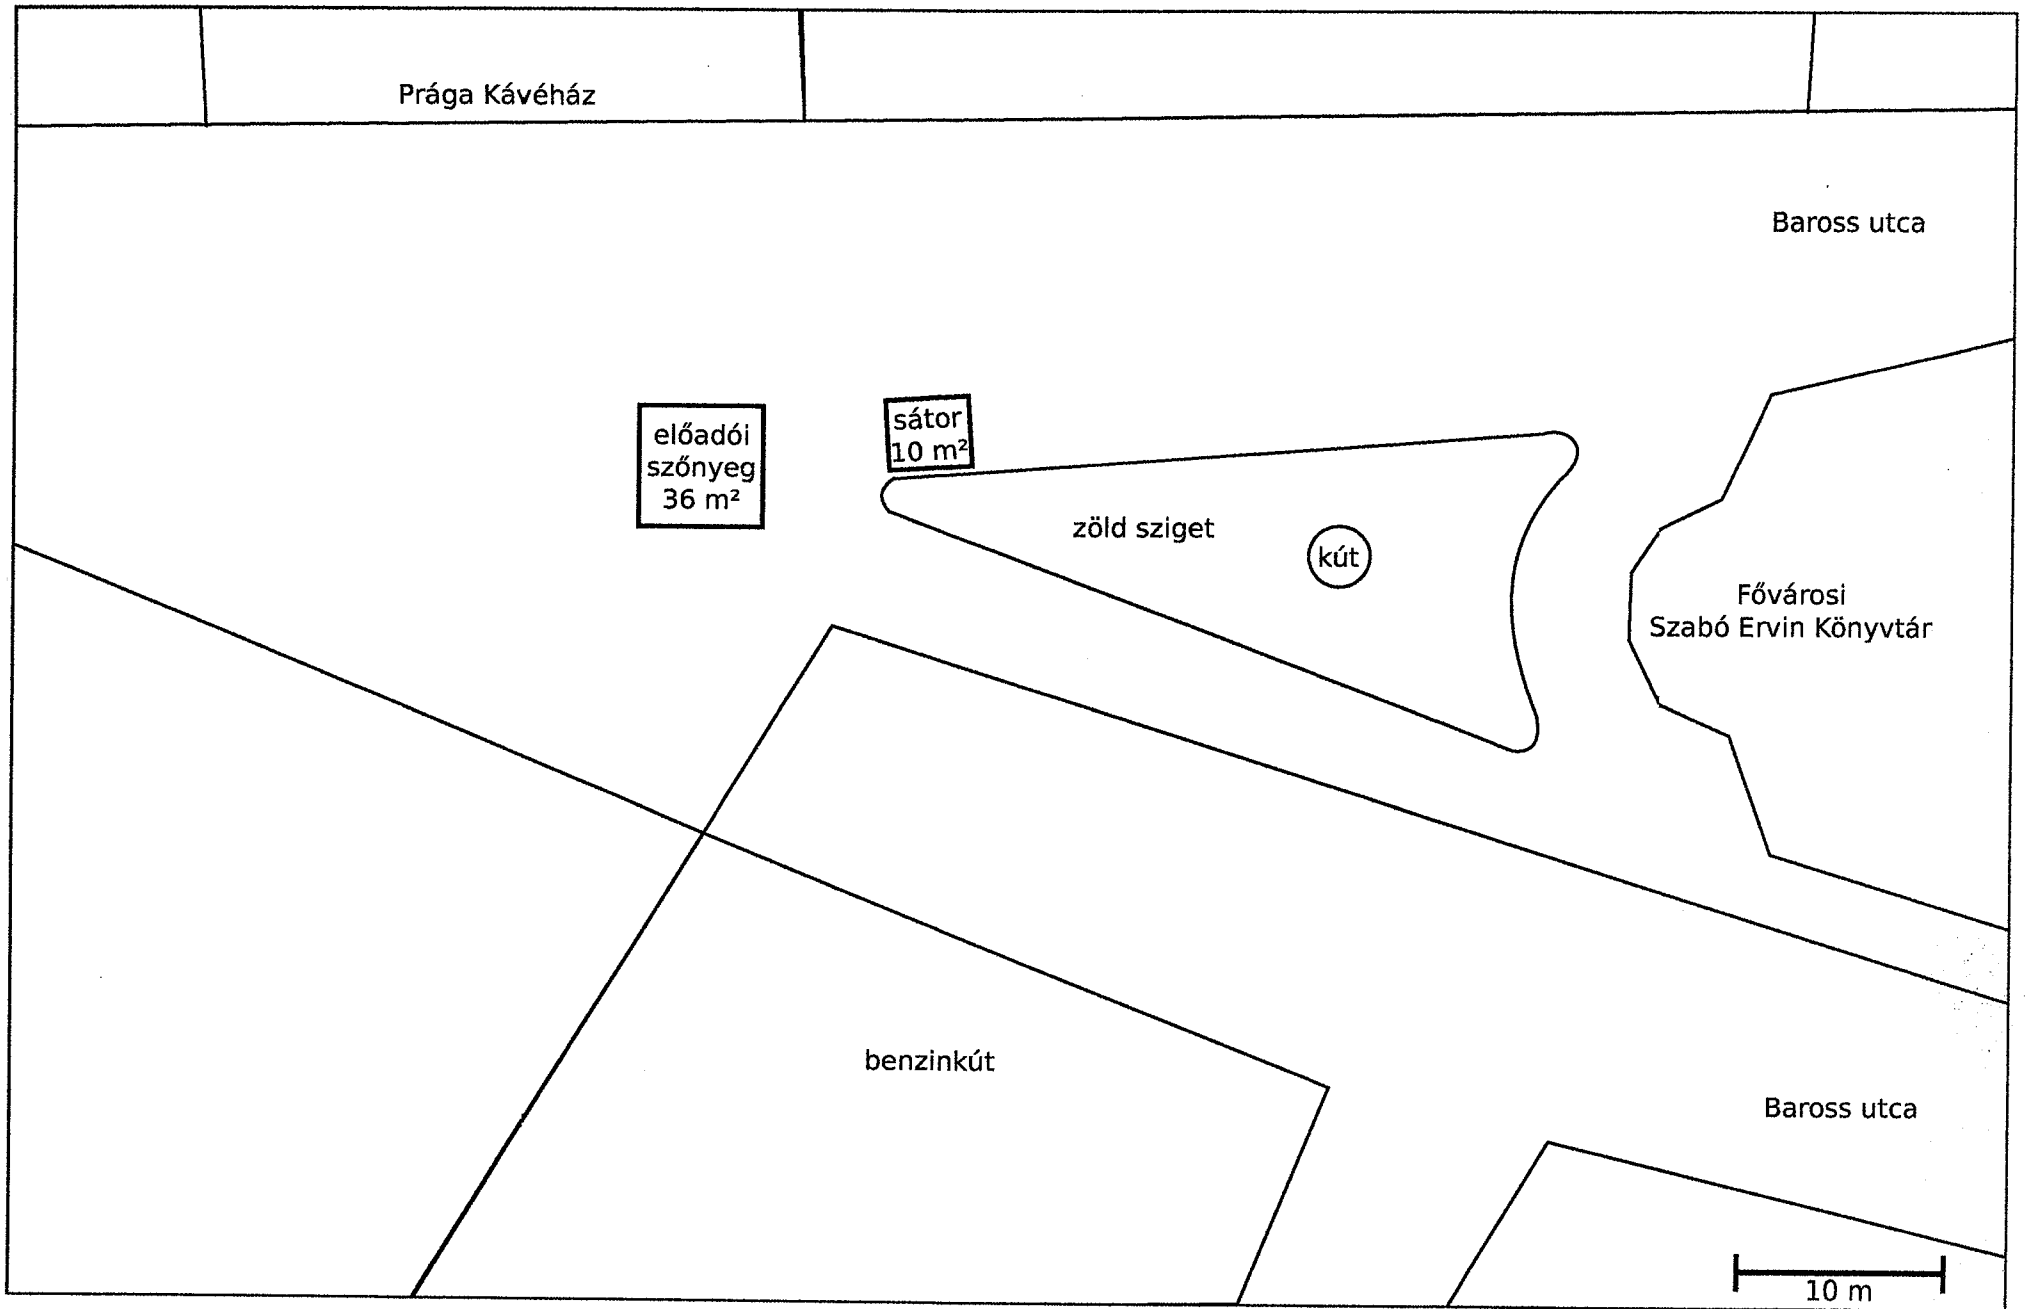 Prága Kávéház
Baross utca
előadói
szőnyeg
36 m²
sátor
10 m²
zöld sziget
kút
Fővárosi
Szabó Ervin Könyvtár
benzinkút
Baross utca
10 m